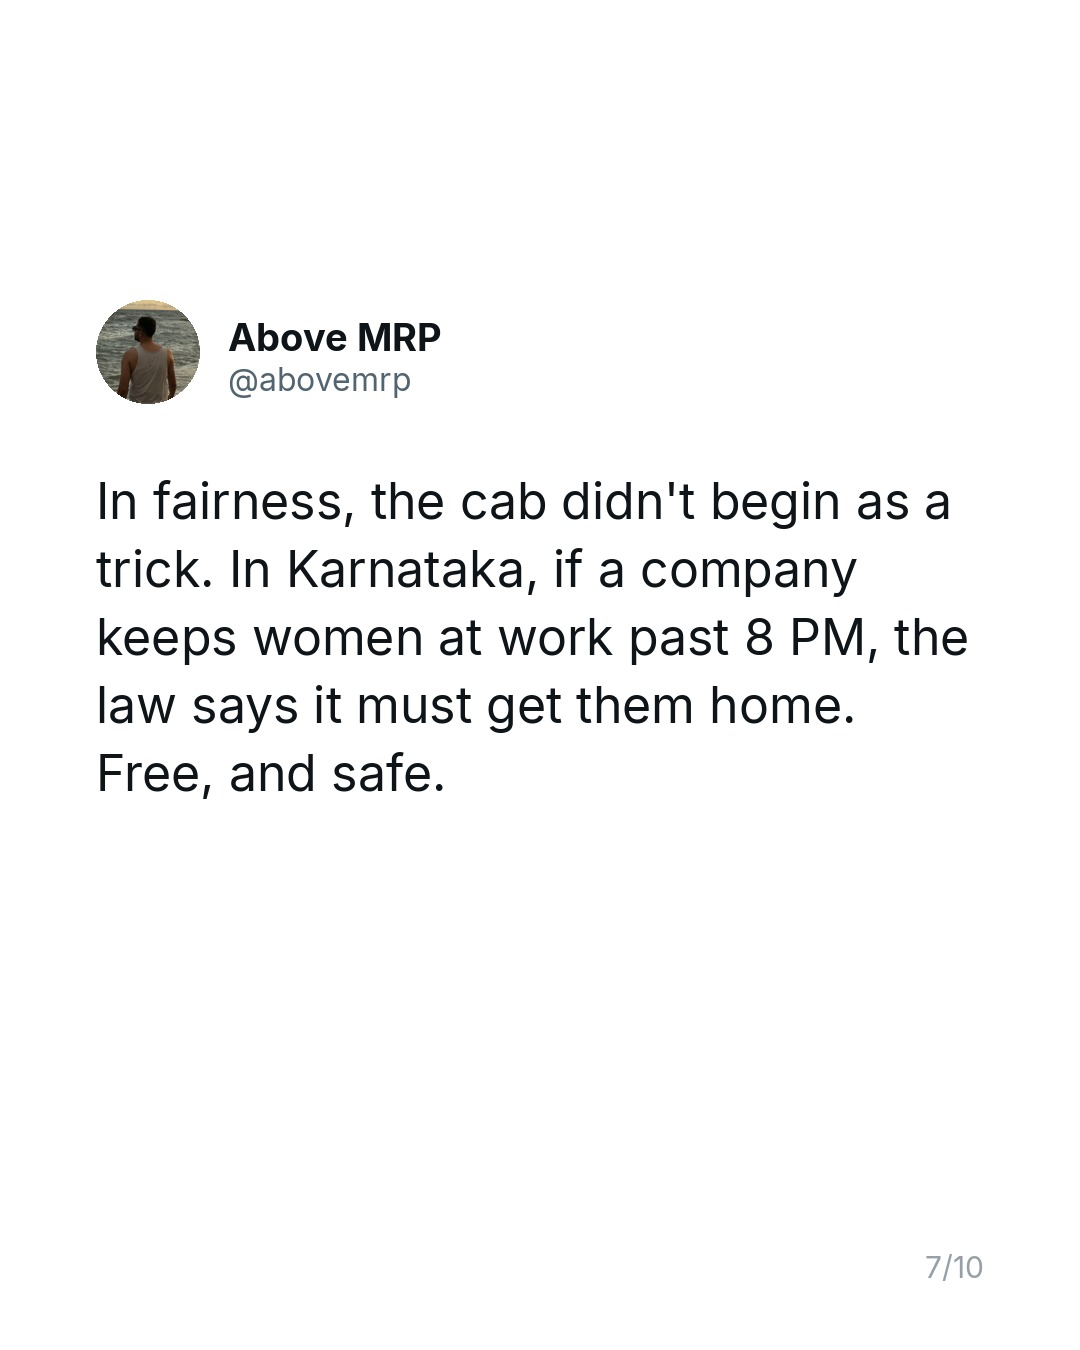 Above MRP
@abovemrp
In fairness, the cab didn't begin as a
trick. In Karnataka, if a company
keeps women at work past 8 PM, the
law says it must get them home.
Free, and safe.
7/10